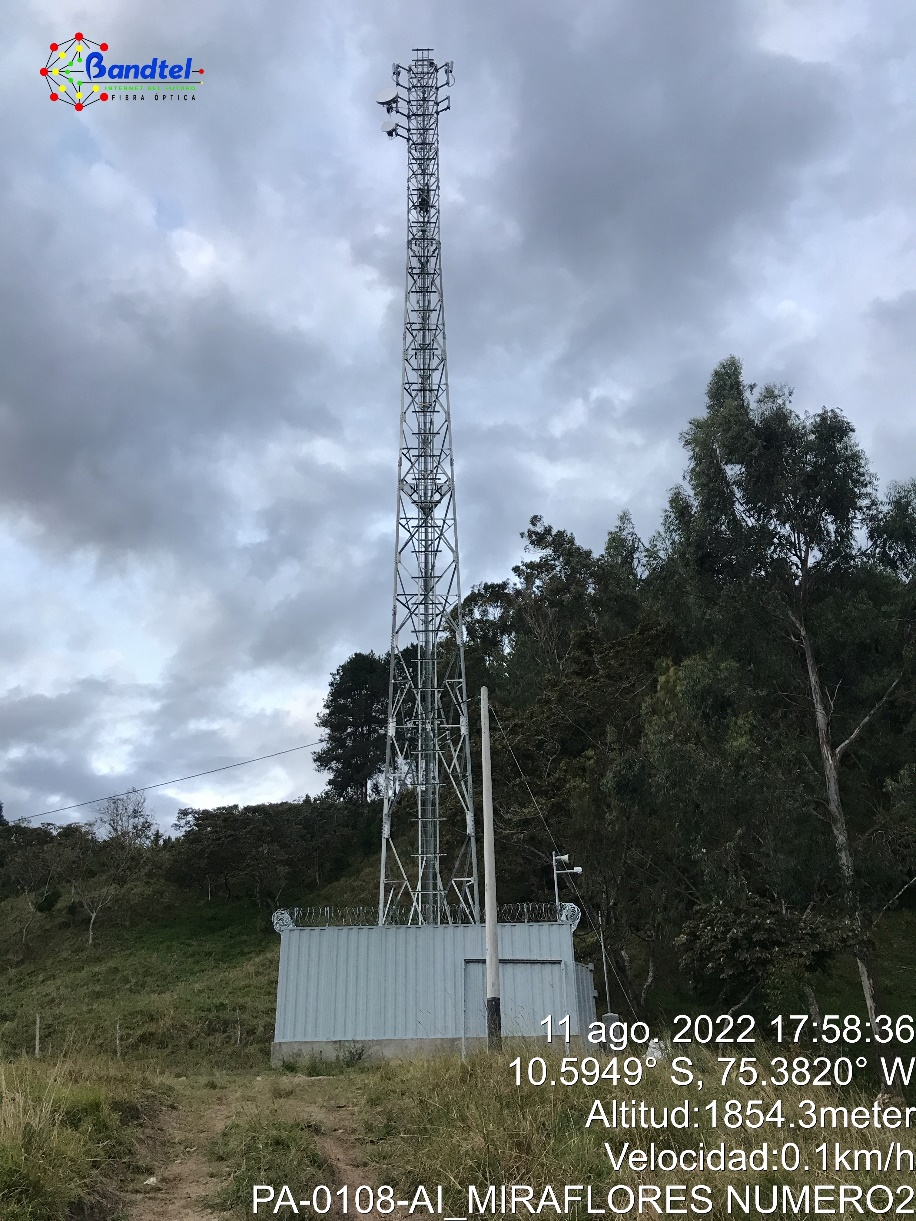 Bandtel
INTERNET DEL FUTURO
FIBRA ÓPTICA
11 ago. 2022 17:58:36
10.5949° S, 75.3820° W
Altitud:1854.3meter
Velocidad:0.1km/h
PA-0108-AI_MIRAFLORES NUMERO2